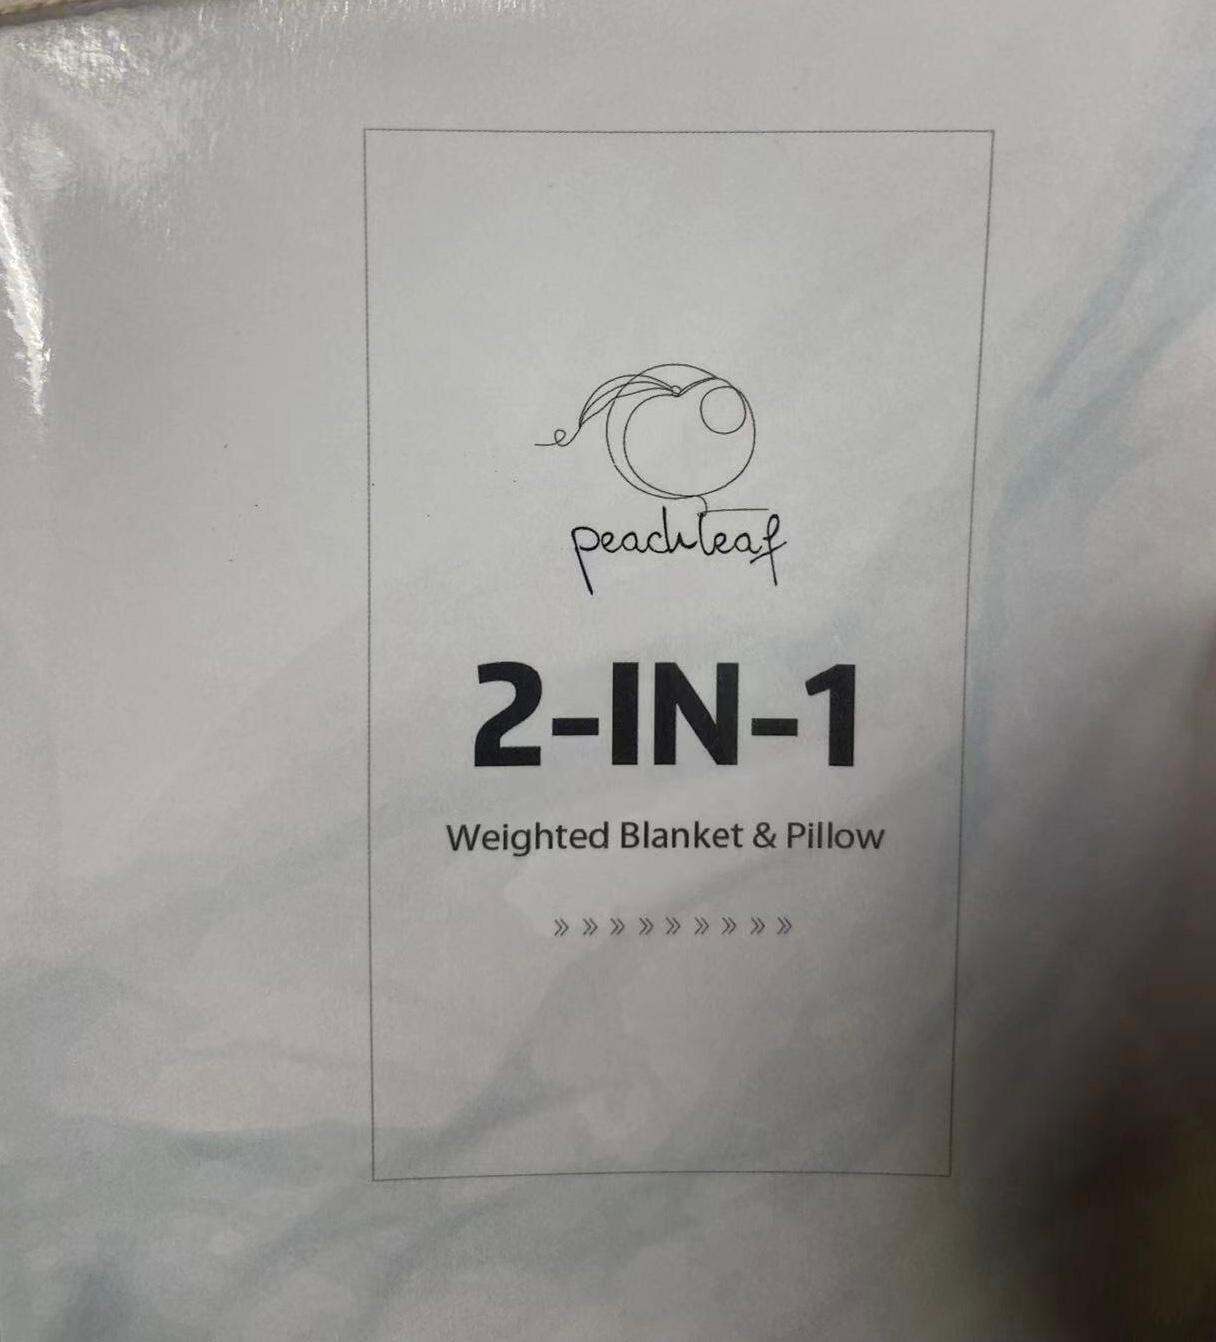 peachleaf
2-IN-1
Weighted Blanket & Pillow
»»»»»»»»»